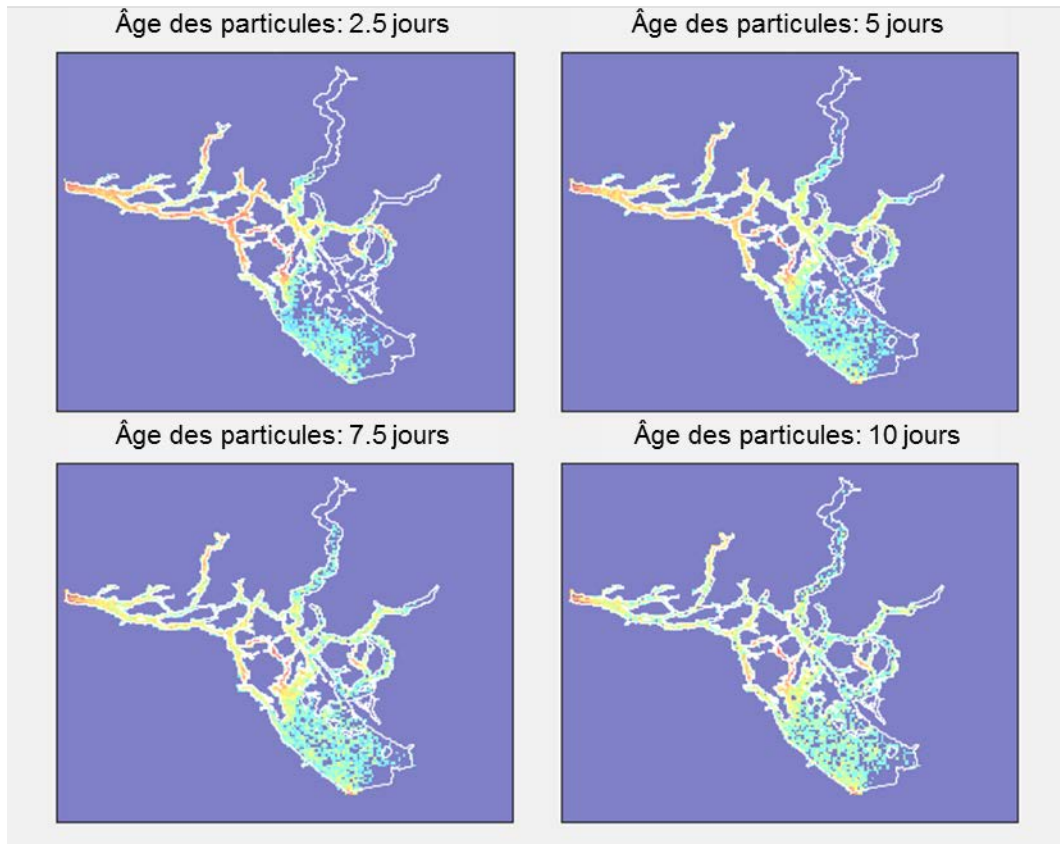 Âge des particules: 2.5 jours
Âge des particules: 5 jours
Âge des particules: 7.5 jours
Âge des particules: 10 jours